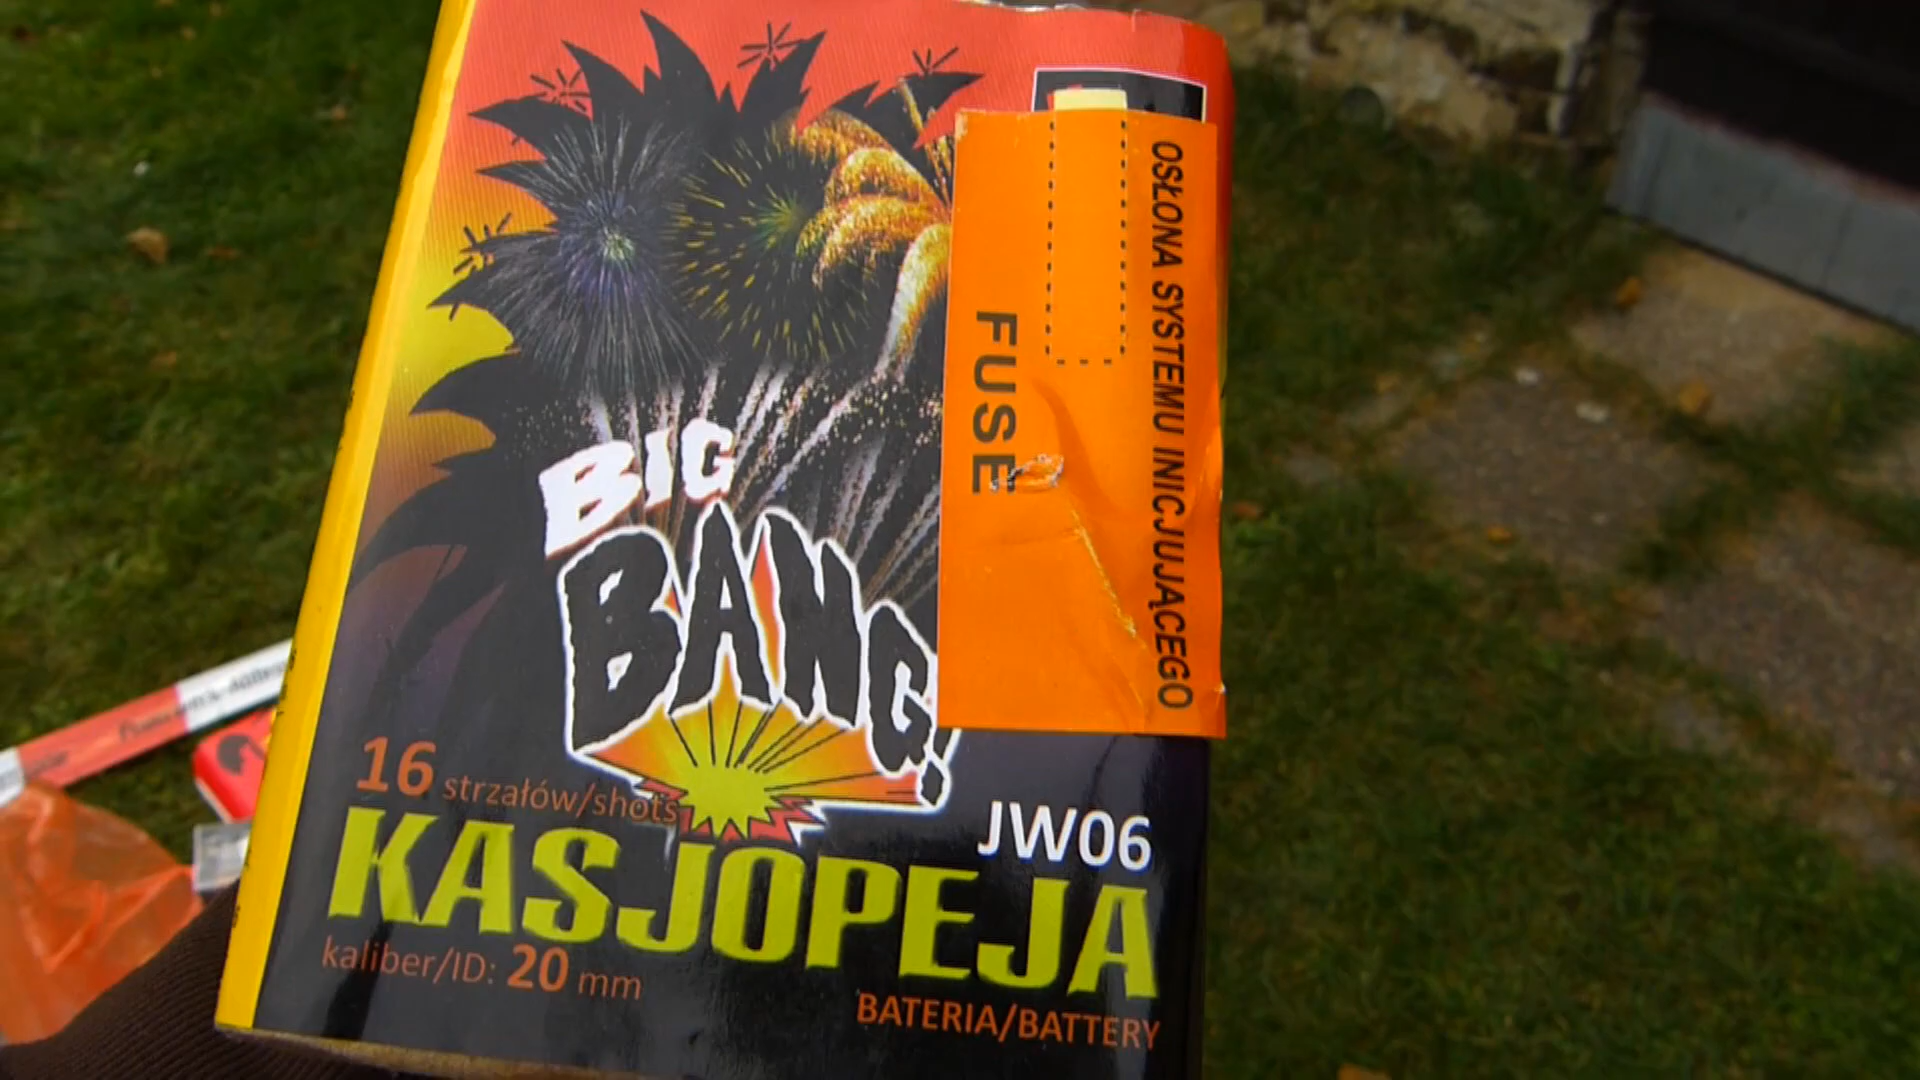 OSŁONA SYSTEMU INICJUJĄCEGO
FUSE
BIG
BANG!
16 strzałów/shots
JW06
KASJOPEJA
kaliber/ID: 20 mm
BATERIA/BATTERY